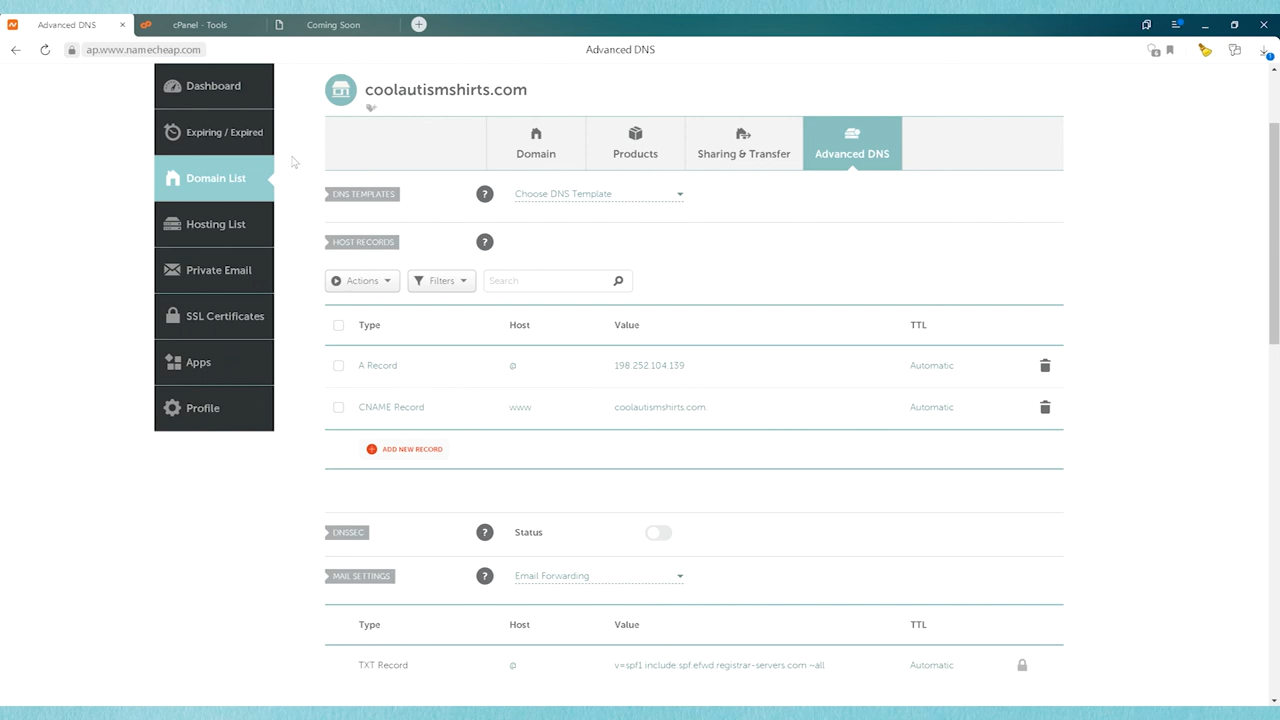 Advanced DNS
cPanel - Tools
Coming Soon
ap.www.namecheap.com
Advanced DNS
Dashboard
Expiring / Expired
Domain List
Hosting List
Private Email
SSL Certificates
Apps
Profile
coolautismshirts.com
Domain
Products
Sharing & Transfer
Advanced DNS
DNS TEMPLATES
?
Choose DNS Template
HOST RECORDS
?
Actions
Filters
Search
Type Host Value TTL
A Record @ 198.252.104.139 Automatic
CNAME Record www coolautismshirts.com. Automatic
ADD NEW RECORD
DNSSEC
?
Status
MAIL SETTINGS
?
Email Forwarding
Type Host Value TTL
TXT Record @ v=spf1 include spf.efwd.registrar-servers.com ~all Automatic